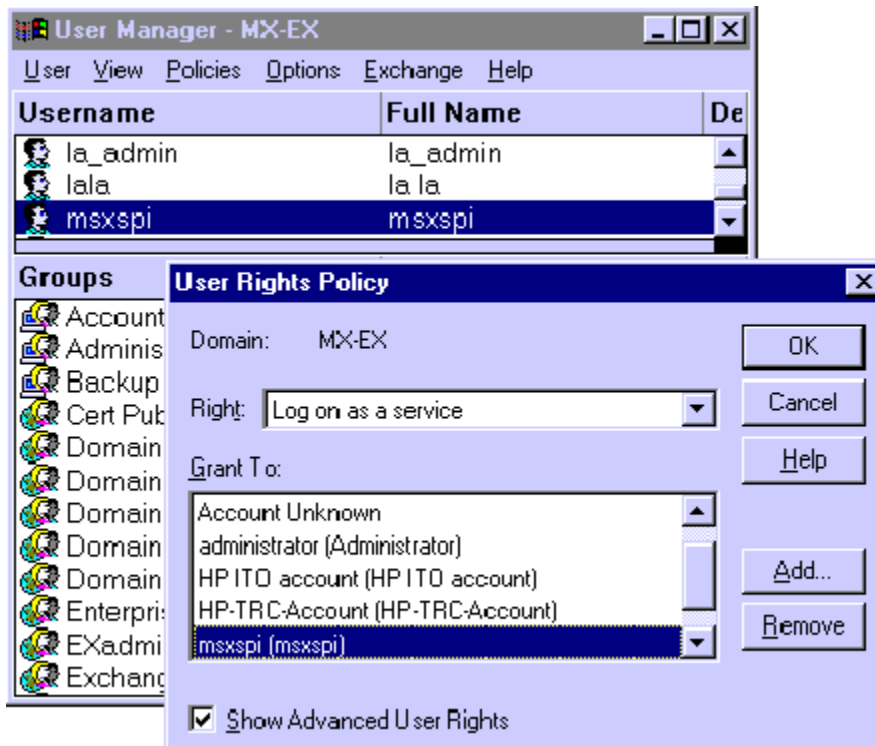 User Manager - MX-EX
User View Policies Options Exchange Help
Username Full Name De
la_admin la_admin
lala la la
msxspi msxspi
Groups
Account
Adminis
Backup
Cert Pub
Domain
Domain
Domain
Domain
Domain
Enterpris
EXadmi
Exchang
User Rights Policy
Domain: MX-EX
Right: Log on as a service
Grant To:
Account Unknown
administrator (Administrator)
HP ITO account (HP ITO account)
HP-TRC-Account (HP-TRC-Account)
msxspi (msxspi)
Show Advanced User Rights
OK
Cancel
Help
Add...
Remove